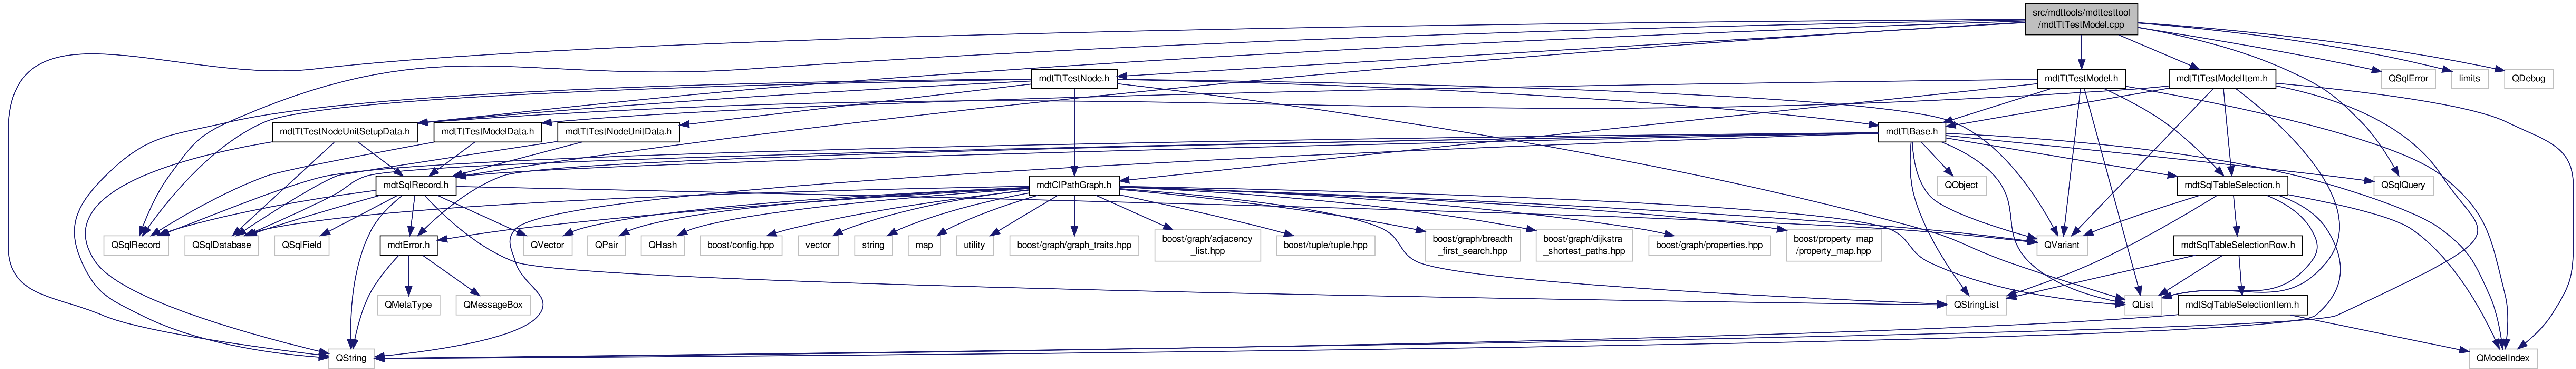 src/mdttools/mdttesttool
/mdtTtTestModel.cpp
mdtTtTestNode.h
mdtTtTestModel.h
mdtTtTestModelItem.h
QSqlError
limits
QDebug
mdtTtTestNodeUnitSetupData.h
mdtTtTestModelData.h
mdtTtTestNodeUnitData.h
mdtTtBase.h
mdtSqlRecord.h
mdtClPathGraph.h
QObject
mdtSqlTableSelection.h
QSqlQuery
QSqlRecord
QSqlDatabase
QSqlField
mdtError.h
QVector
QPair
QHash
boost/config.hpp
vector
string
map
utility
boost/graph/graph_traits.hpp
boost/graph/adjacency
_list.hpp
boost/tuple/tuple.hpp
boost/graph/breadth
_first_search.hpp
boost/graph/dijkstra
_shortest_paths.hpp
boost/graph/properties.hpp
boost/property_map
/property_map.hpp
QVariant
mdtSqlTableSelectionRow.h
QMetaType
QMessageBox
QStringList
QList
mdtSqlTableSelectionItem.h
QString
QModelIndex